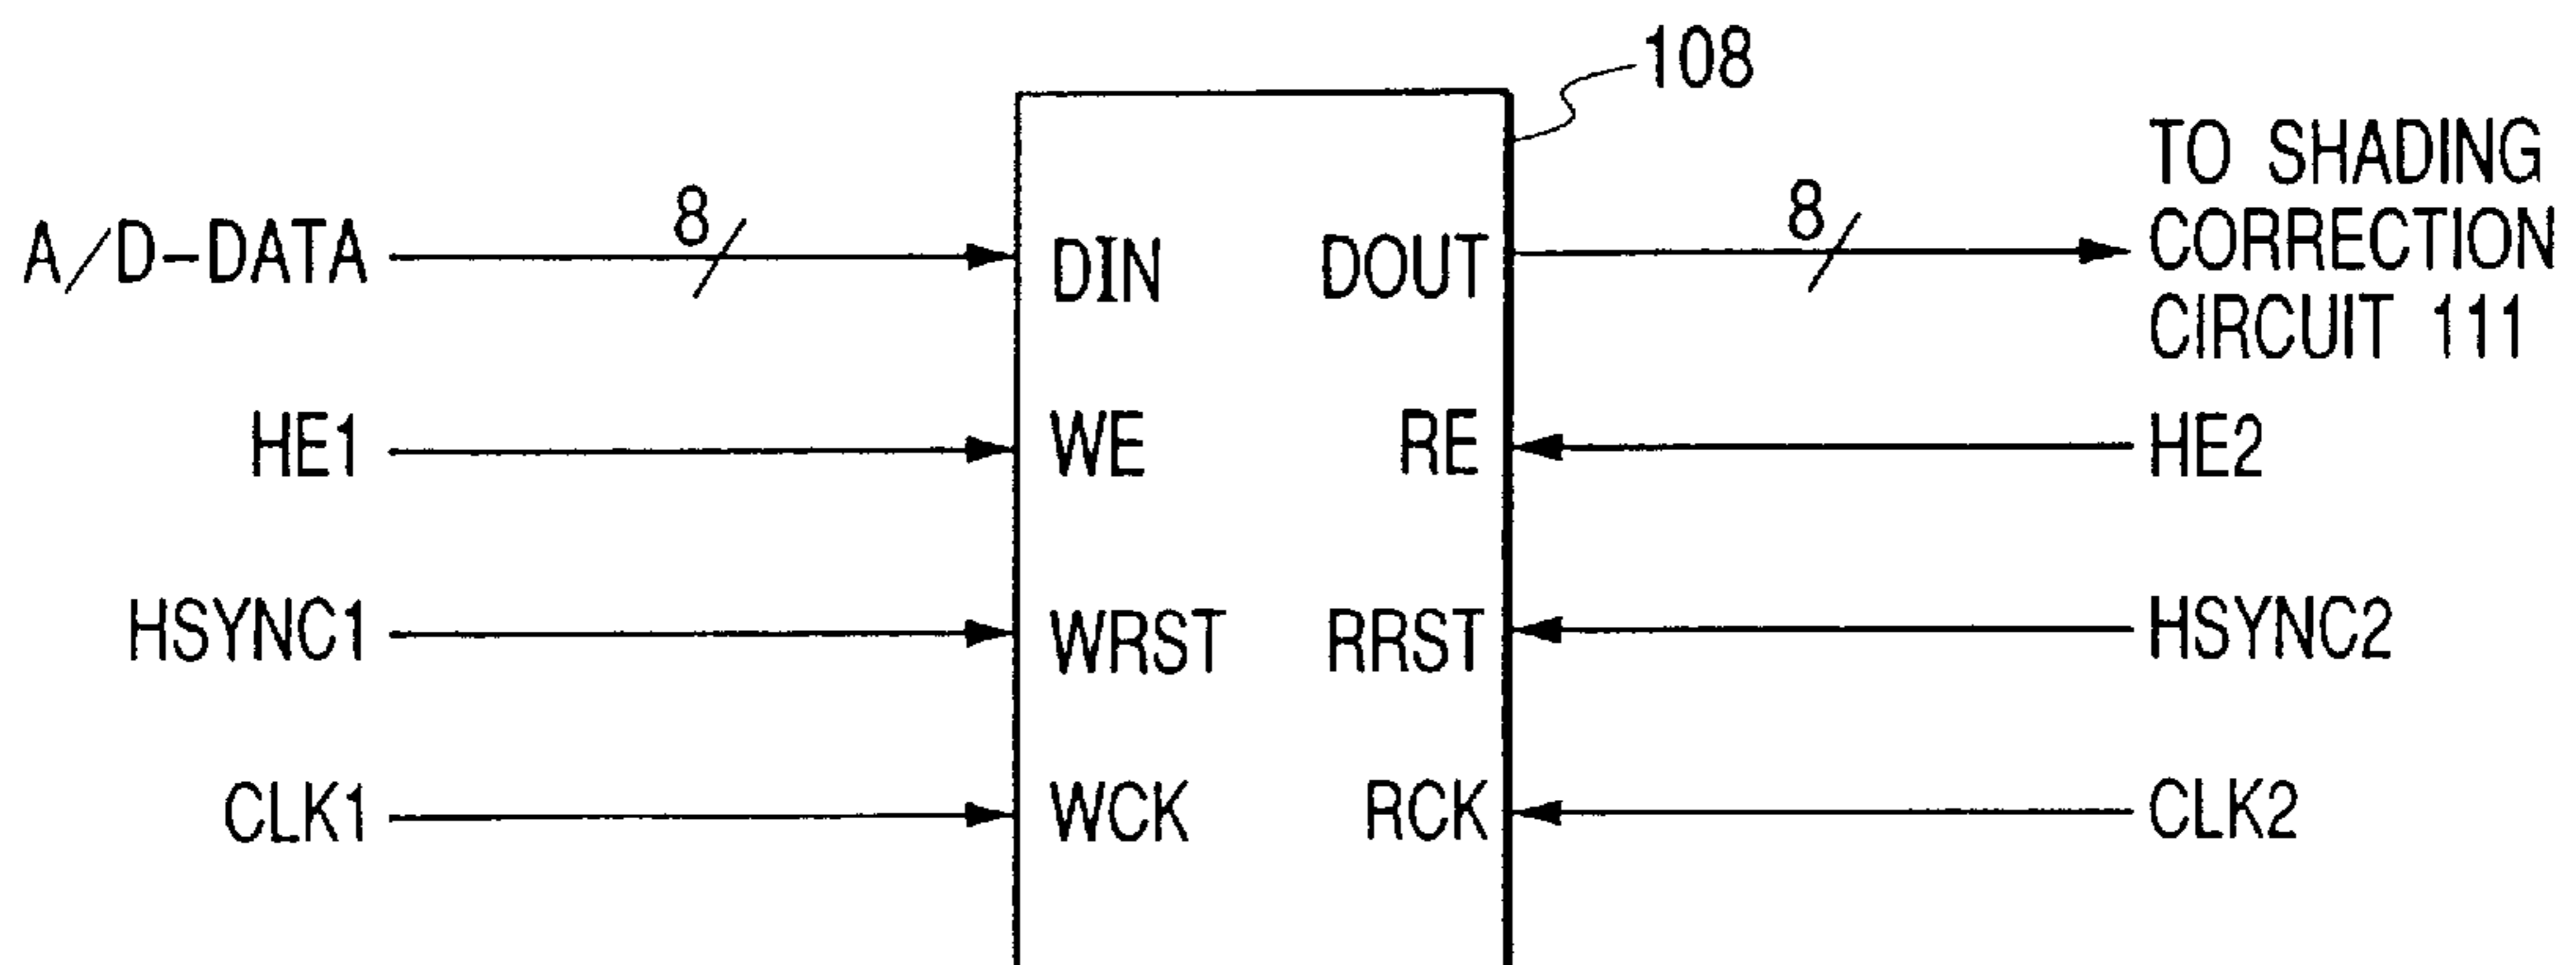 108
A/D-DATA 8 DIN DOUT 8 TO SHADING
CORRECTION
CIRCUIT 111
HE1 WE RE HE2
HSYNC1 WRST RRST HSYNC2
CLK1 WCK RCK CLK2